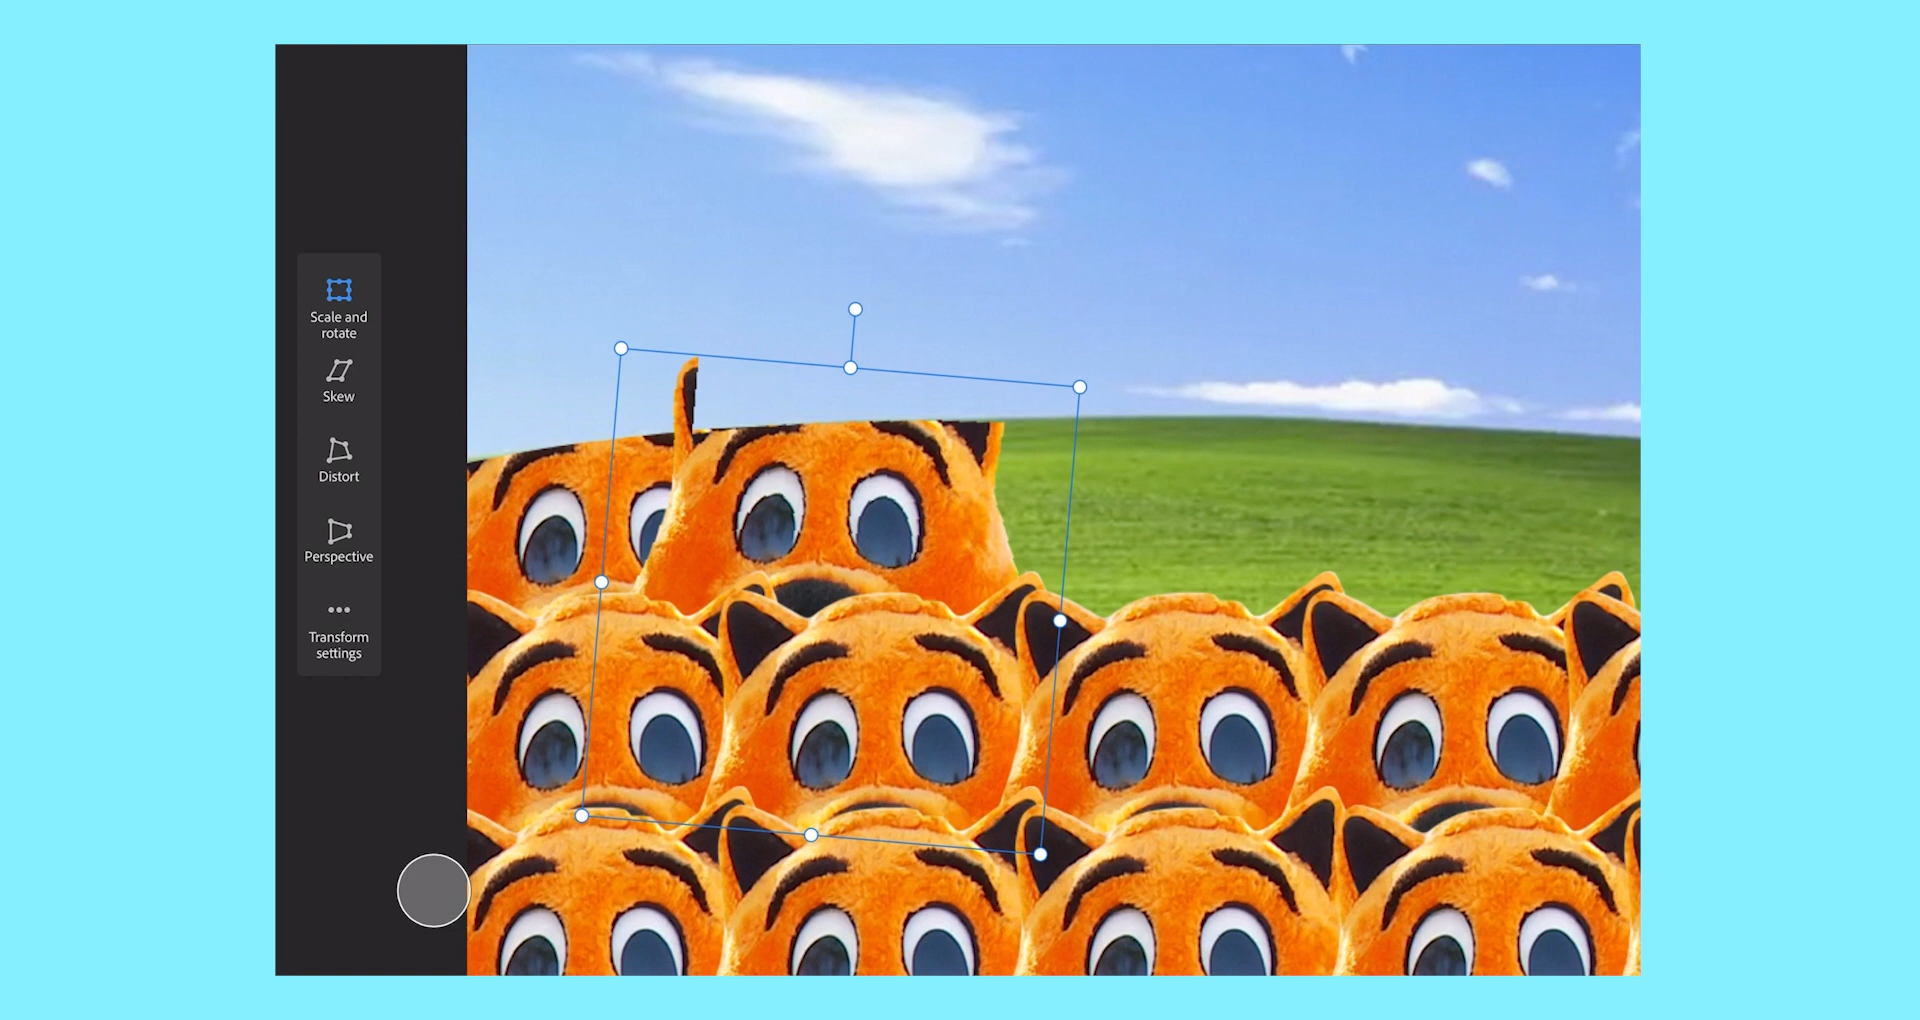 Scale and
rotate
Skew
Distort
Perspective
Transform
settings